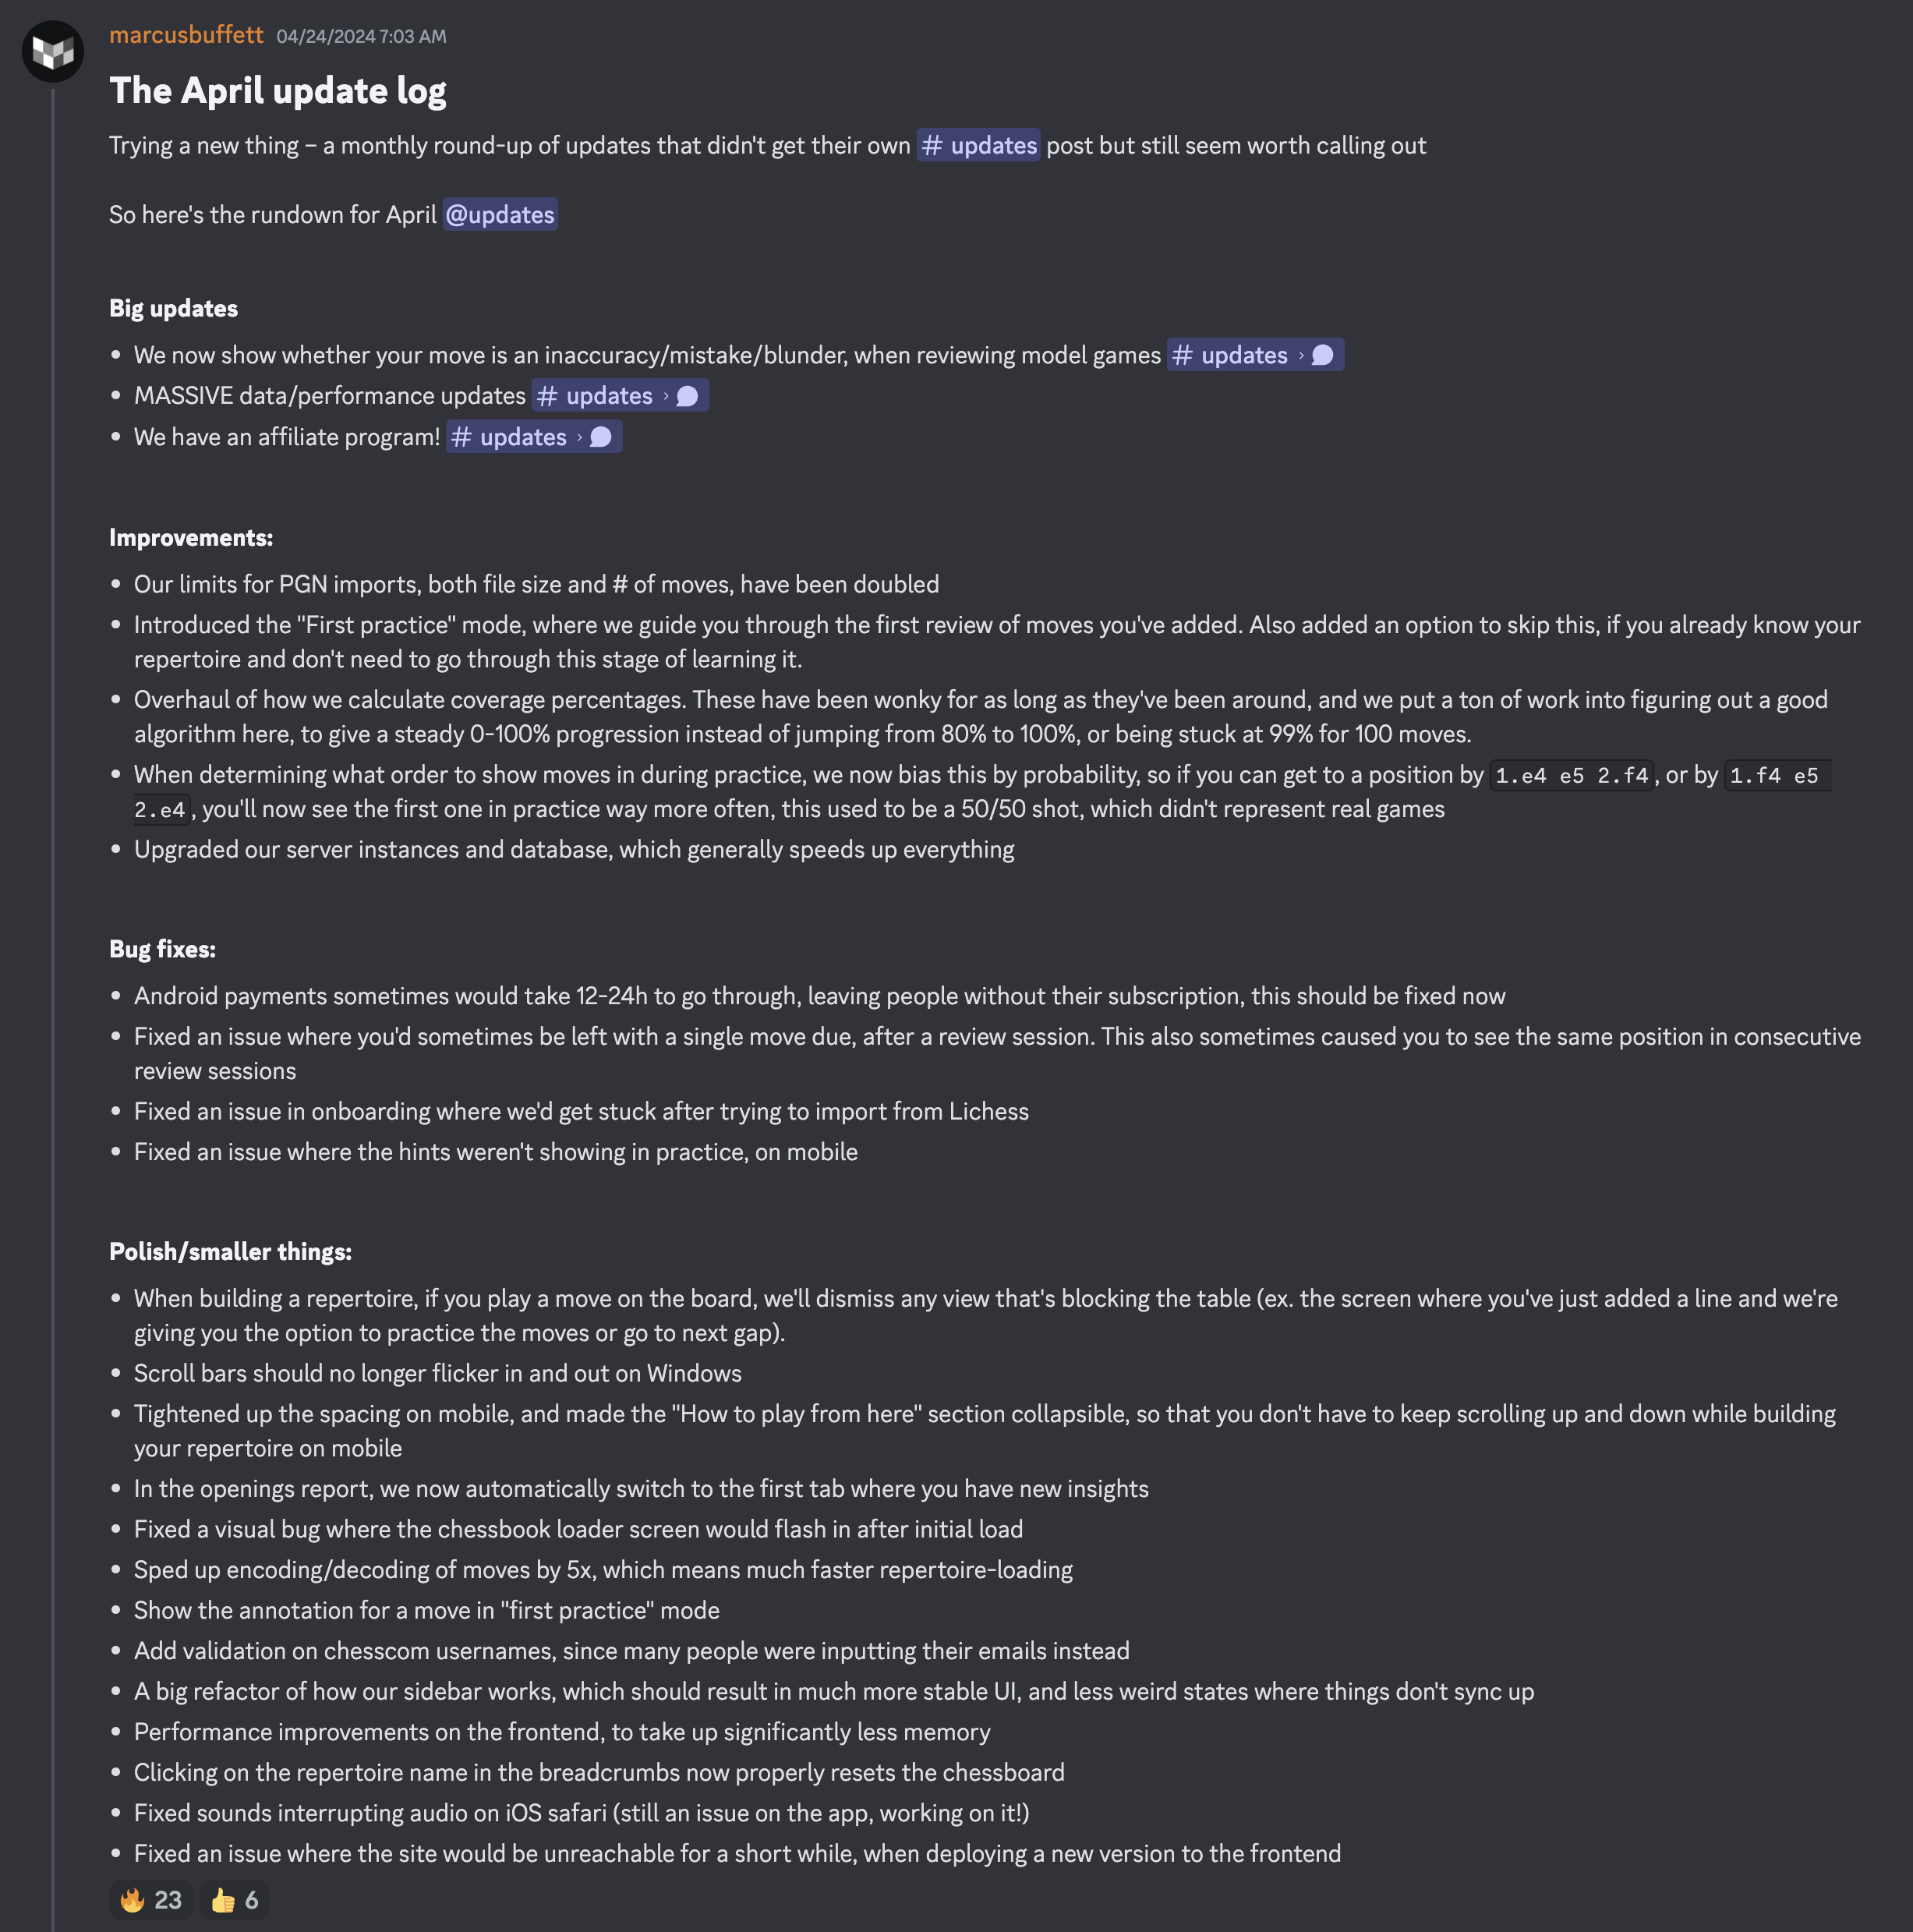 marcusbuffett 04/24/2024 7:03 AM
The April update log
Trying a new thing – a monthly round-up of updates that didn't get their own # updates post but still seem worth calling out
So here's the rundown for April @updates
Big updates
• We now show whether your move is an inaccuracy/mistake/blunder, when reviewing model games # updates ›
• MASSIVE data/performance updates # updates ›
• We have an affiliate program! # updates ›
Improvements:
• Our limits for PGN imports, both file size and # of moves, have been doubled
• Introduced the "First practice" mode, where we guide you through the first review of moves you've added. Also added an option to skip this, if you already know your
repertoire and don't need to go through this stage of learning it.
• Overhaul of how we calculate coverage percentages. These have been wonky for as long as they've been around, and we put a ton of work into figuring out a good
algorithm here, to give a steady 0-100% progression instead of jumping from 80% to 100%, or being stuck at 99% for 100 moves.
• When determining what order to show moves in during practice, we now bias this by probability, so if you can get to a position by 1.e4 e5 2.f4, or by 1.f4 e5
2.e4, you'll now see the first one in practice way more often, this used to be a 50/50 shot, which didn't represent real games
• Upgraded our server instances and database, which generally speeds up everything
Bug fixes:
• Android payments sometimes would take 12-24h to go through, leaving people without their subscription, this should be fixed now
• Fixed an issue where you'd sometimes be left with a single move due, after a review session. This also sometimes caused you to see the same position in consecutive
review sessions
• Fixed an issue in onboarding where we'd get stuck after trying to import from Lichess
• Fixed an issue where the hints weren't showing in practice, on mobile
Polish/smaller things:
• When building a repertoire, if you play a move on the board, we'll dismiss any view that's blocking the table (ex. the screen where you've just added a line and we're
giving you the option to practice the moves or go to next gap).
• Scroll bars should no longer flicker in and out on Windows
• Tightened up the spacing on mobile, and made the "How to play from here" section collapsible, so that you don't have to keep scrolling up and down while building
your repertoire on mobile
• In the openings report, we now automatically switch to the first tab where you have new insights
• Fixed a visual bug where the chessbook loader screen would flash in after initial load
• Sped up encoding/decoding of moves by 5x, which means much faster repertoire-loading
• Show the annotation for a move in "first practice" mode
• Add validation on chesscom usernames, since many people were inputting their emails instead
• A big refactor of how our sidebar works, which should result in much more stable UI, and less weird states where things don't sync up
• Performance improvements on the frontend, to take up significantly less memory
• Clicking on the repertoire name in the breadcrumbs now properly resets the chessboard
• Fixed sounds interrupting audio on iOS safari (still an issue on the app, working on it!)
• Fixed an issue where the site would be unreachable for a short while, when deploying a new version to the frontend
🔥 23 👍 6